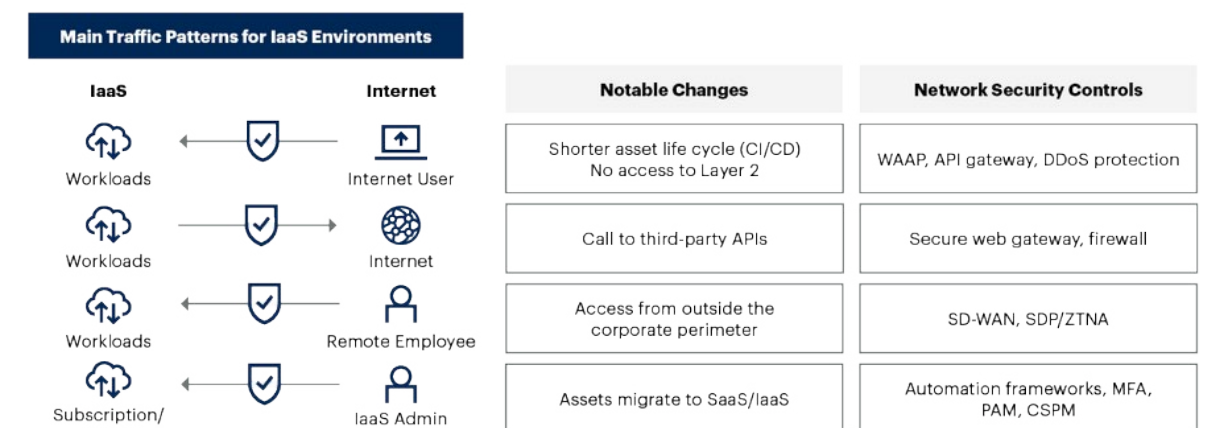 Main Traffic Patterns for IaaS Environments
IaaS
Internet
Notable Changes
Network Security Controls
Workloads
Internet User
Shorter asset life cycle (CI/CD)
No access to Layer 2
WAAP, API gateway, DDoS protection
Workloads
Internet
Call to third-party APIs
Secure web gateway, firewall
Workloads
Remote Employee
Access from outside the
corporate perimeter
SD-WAN, SDP/ZTNA
Subscription/
IaaS Admin
Assets migrate to SaaS/IaaS
Automation frameworks, MFA,
PAM, CSPM